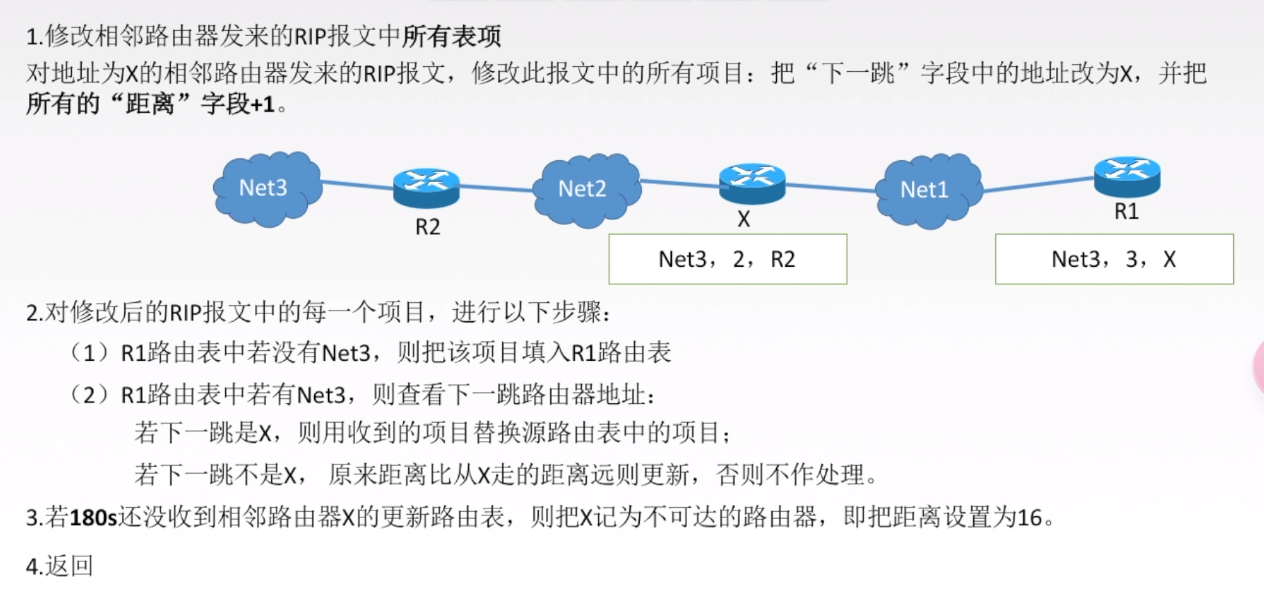 1.修改相邻路由器发来的RIP报文中所有表项
对地址为X的相邻路由器发来的RIP报文，修改此报文中的所有项目：把“下一跳”字段中的地址改为X，并把
所有的“距离”字段+1。
Net3
R2
Net2
X
Net1
R1
Net3，2，R2
Net3，3，X
2.对修改后的RIP报文中的每一个项目，进行以下步骤：
（1）R1路由表中若没有Net3，则把该项目填入R1路由表
（2）R1路由表中若有Net3，则查看下一跳路由器地址：
若下一跳是X，则用收到的项目替换源路由表中的项目；
若下一跳不是X， 原来距离比从X走的距离远则更新，否则不作处理。
3.若180s还没收到相邻路由器X的更新路由表，则把X记为不可达的路由器，即把距离设置为16。
4.返回